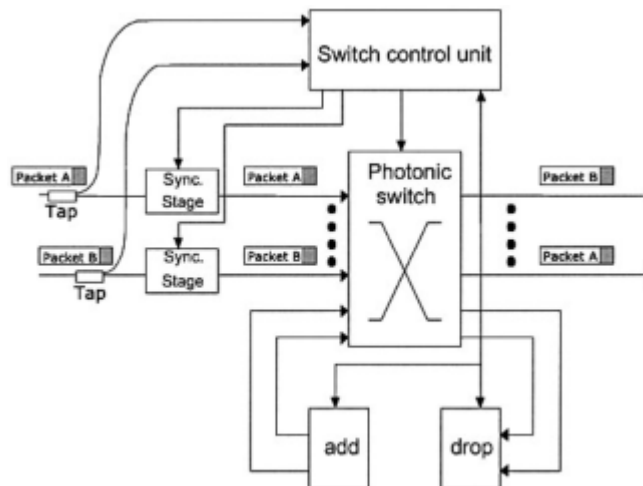 Switch control unit
Packet A
Sync.
Stage
Packet A
Photonic
switch
Packet B
Tap
Packet B
Sync.
Stage
Packet B
Packet A
Tap
add
drop